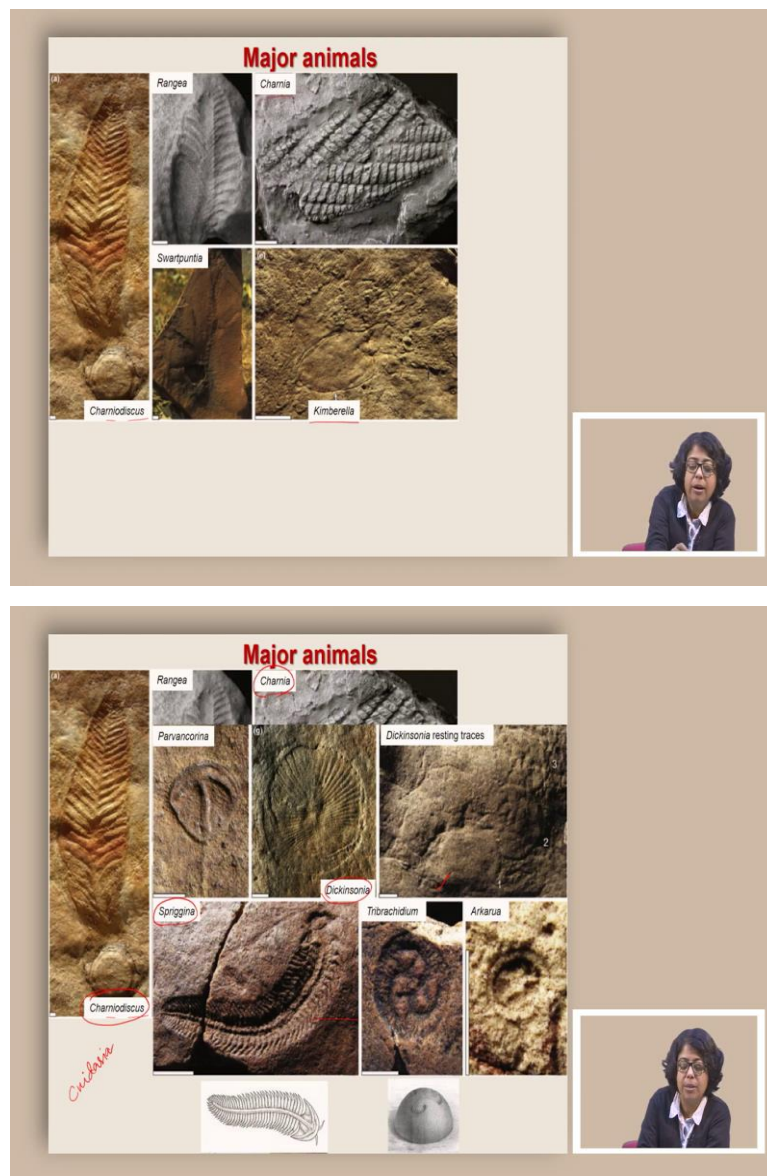 Major animals
(a)
Rangea
Charnia
Swartpuntia
(e)
Charniodiscus
Kimberella
Major animals
(a)
Rangea
Charnia
Parvancorina
(g)
Dickinsonia resting traces
3
2
1
Dickinsonia
Spriggina
Tribrachidium
Arkarua
Charniodiscus
Cnidaria